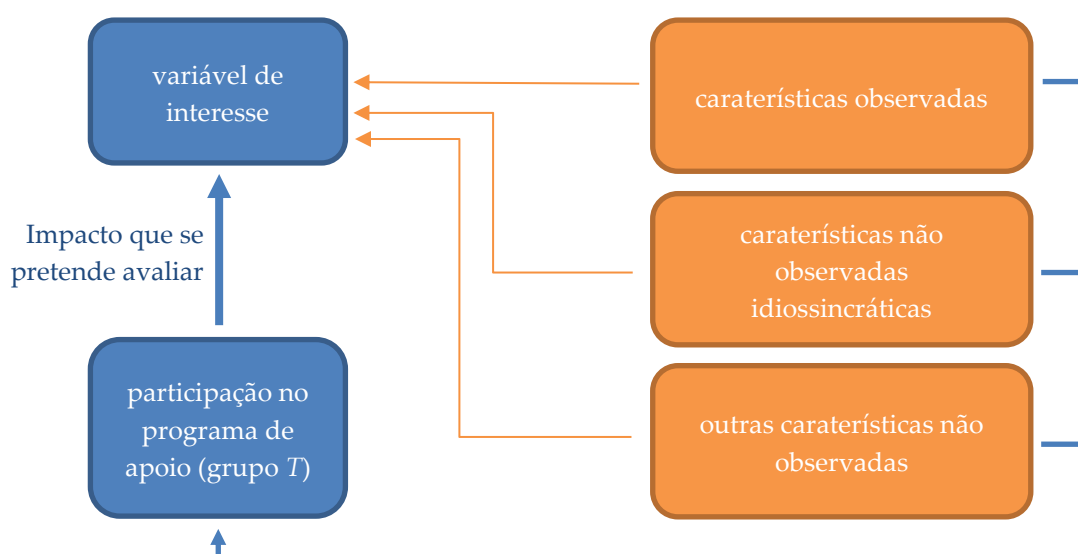 variável de
interesse
caraterísticas observadas
Impacto que se
pretende avaliar
caraterísticas não
observadas
idiossincráticas
participação no
programa de
apoio (grupo T)
outras caraterísticas não
observadas